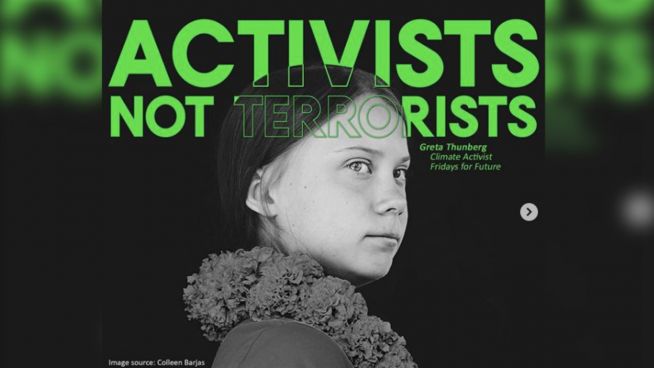 ACTIVISTS
NOT TERRORISTS
Greta Thunberg
Climate Activist
Fridays for Future
Image source: Colleen Barjas